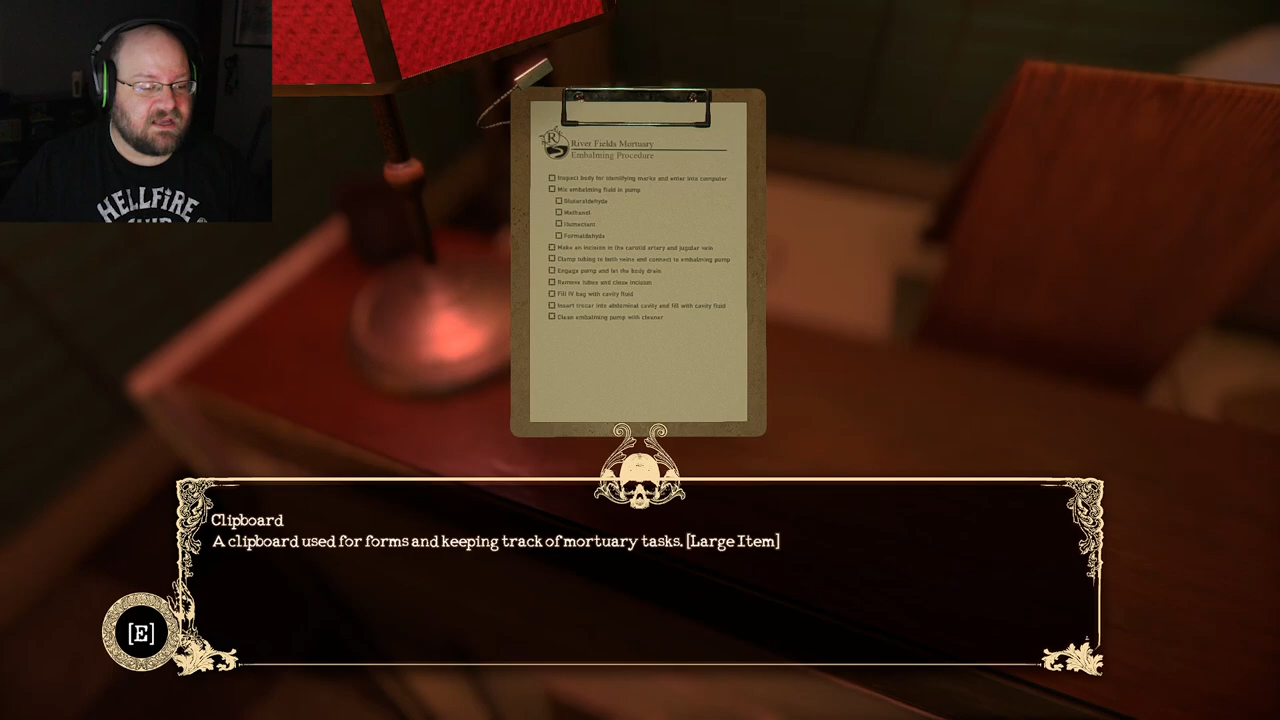 HELLFIRE
CLUB
R
River Fields Mortuary
Embalming Procedure
Inspect body for identifying marks and enter into computer
Mix embalming fluid in pump
Gluteraldehyde
Methanol
Humectant
Formaldehyde
Make an incision in the carotid artery and jugular vein
Clamp tubing to both veins and connect to embalming pump
Engage pump and let the body drain
Remove tubes and close incision
Fill IV bag with cavity fluid
Insert trocar into abdominal cavity and fill with cavity fluid
Clean embalming pump with cleaner
Clipboard
A clipboard used for forms and keeping track of mortuary tasks. [Large Item]
[E]